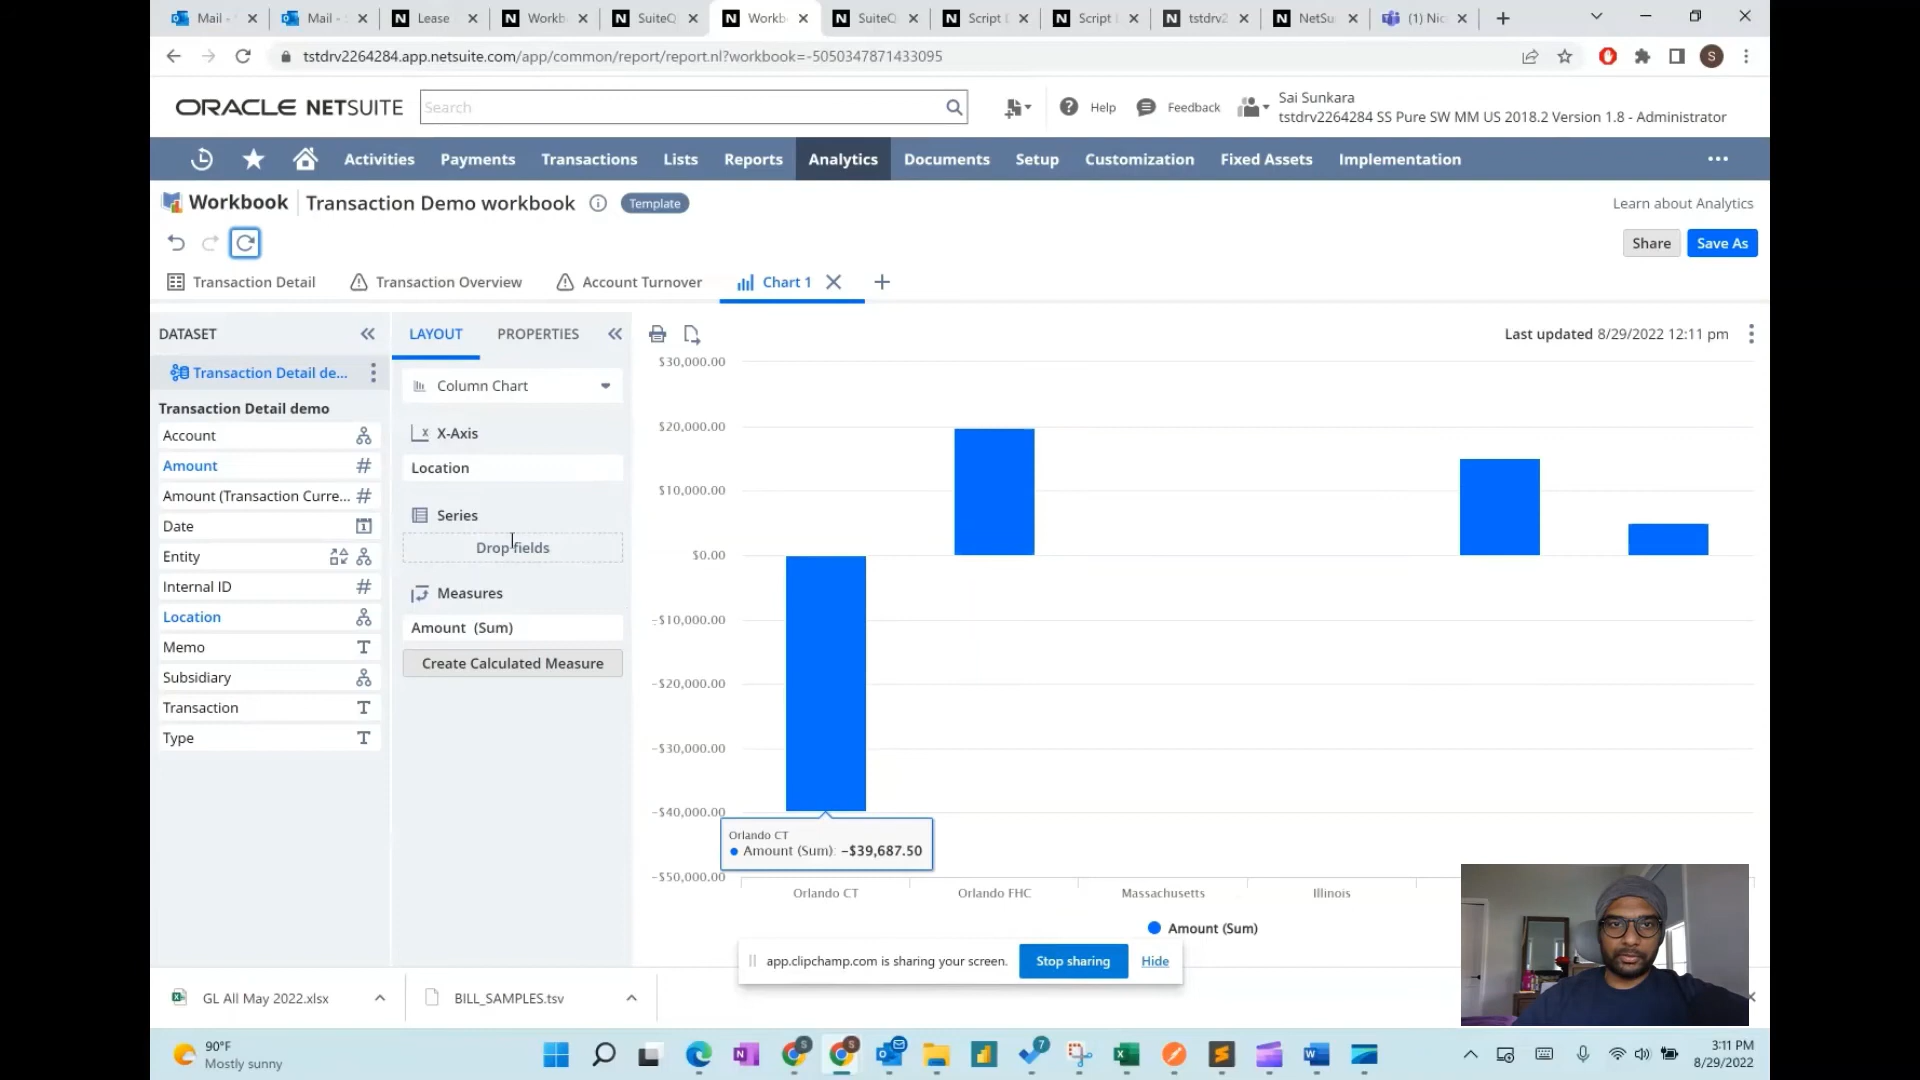 Mail -
Mail -
Lease
Workb
SuiteQ
Workb
SuiteQ
Script
Script
tstdrv2
NetSu
(1) Nic
tstdrv2264284.app.netsuite.com/app/common/report/report.nl?workbook=-5050347871433095
S
ORACLE NETSUITE
Search
Help
Feedback
Sai Sunkara
tstdrv2264284 SS Pure SW MM US 2018.2 Version 1.8 - Administrator
Activities
Payments
Transactions
Lists
Reports
Analytics
Documents
Setup
Customization
Fixed Assets
Implementation
Workbook
Transaction Demo workbook
Template
Learn about Analytics
Share
Save As
Transaction Detail
Transaction Overview
Account Turnover
Chart 1
DATASET
LAYOUT
PROPERTIES
Last updated 8/29/2022 12:11 pm
Transaction Detail de...
Transaction Detail demo
Account
Amount
Amount (Transaction Curre...
Date
Entity
Internal ID
Location
Memo
Subsidiary
Transaction
Type
Column Chart
X-Axis
Location
Series
Drop fields
Measures
Amount (Sum)
Create Calculated Measure
$30,000.00
$20,000.00
$10,000.00
$0.00
-$10,000.00
-$20,000.00
-$30,000.00
-$40,000.00
-$50,000.00
Orlando CT
Amount (Sum): -$39,687.50
Orlando CT
Orlando FHC
Massachusetts
Illinois
Amount (Sum)
app.clipchamp.com is sharing your screen.
Stop sharing
Hide
GL All May 2022.xlsx
BILL_SAMPLES.tsv
90°F
Mostly sunny
7
3:11 PM
8/29/2022